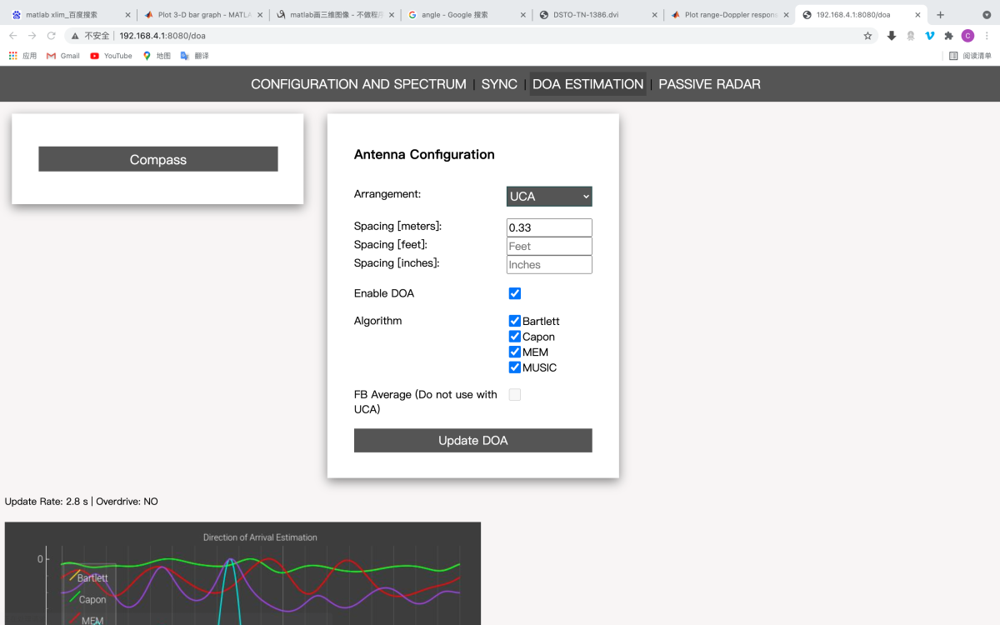 matlab xlim_百度搜索
Plot 3-D bar graph - MATLA
matlab画三维图像 - 不做程序
angle - Google 搜索
DSTO-TN-1386.dvi
Plot range-Doppler respons
192.168.4.1:8080/doa
不安全 | 192.168.4.1:8080/doa
C
应用 Gmail YouTube 地图 翻译 阅读清单
CONFIGURATION AND SPECTRUM | SYNC | DOA ESTIMATION | PASSIVE RADAR
Compass
Antenna Configuration
Arrangement: UCA
Spacing [meters]: 0.33
Spacing [feet]: Feet
Spacing [inches]: Inches
Enable DOA
Algorithm Bartlett
Capon
MEM
MUSIC
FB Average (Do not use with
UCA)
Update DOA
Update Rate: 2.8 s | Overdrive: NO
Direction of Arrival Estimation
0
Bartlett
Capon
MEM